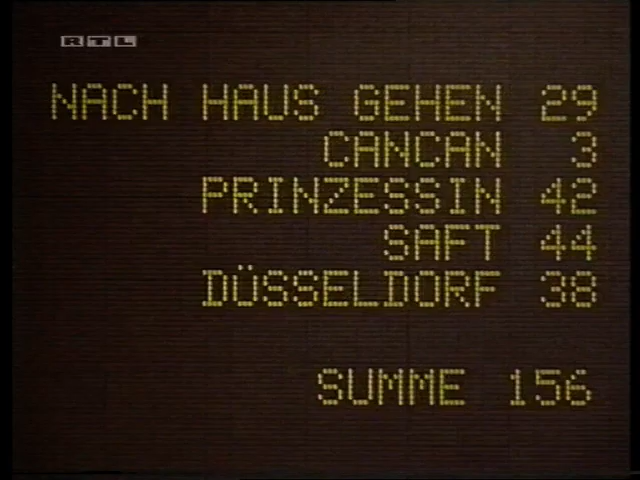 RTL
NACH HAUS GEHEN 29
CANCAN 3
PRINZESSIN 42
SAFT 44
DÜSSELDORF 38
SUMME 156